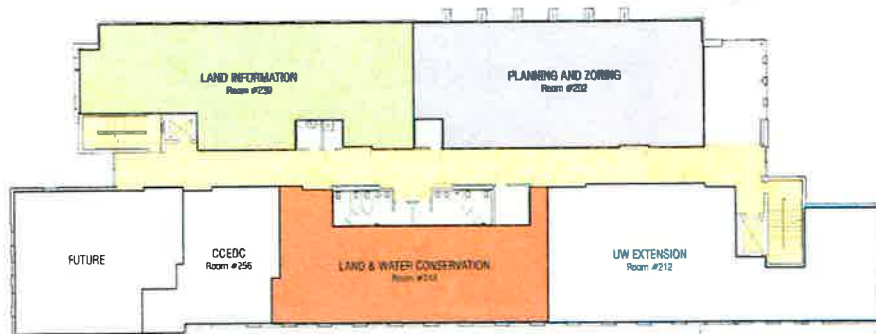 LAND INFORMATION
Room #239
PLANNING AND ZONING
Room #202
FUTURE
CCEDC
Room #256
LAND & WATER CONSERVATION
Room
UW EXTENSION
Room #212